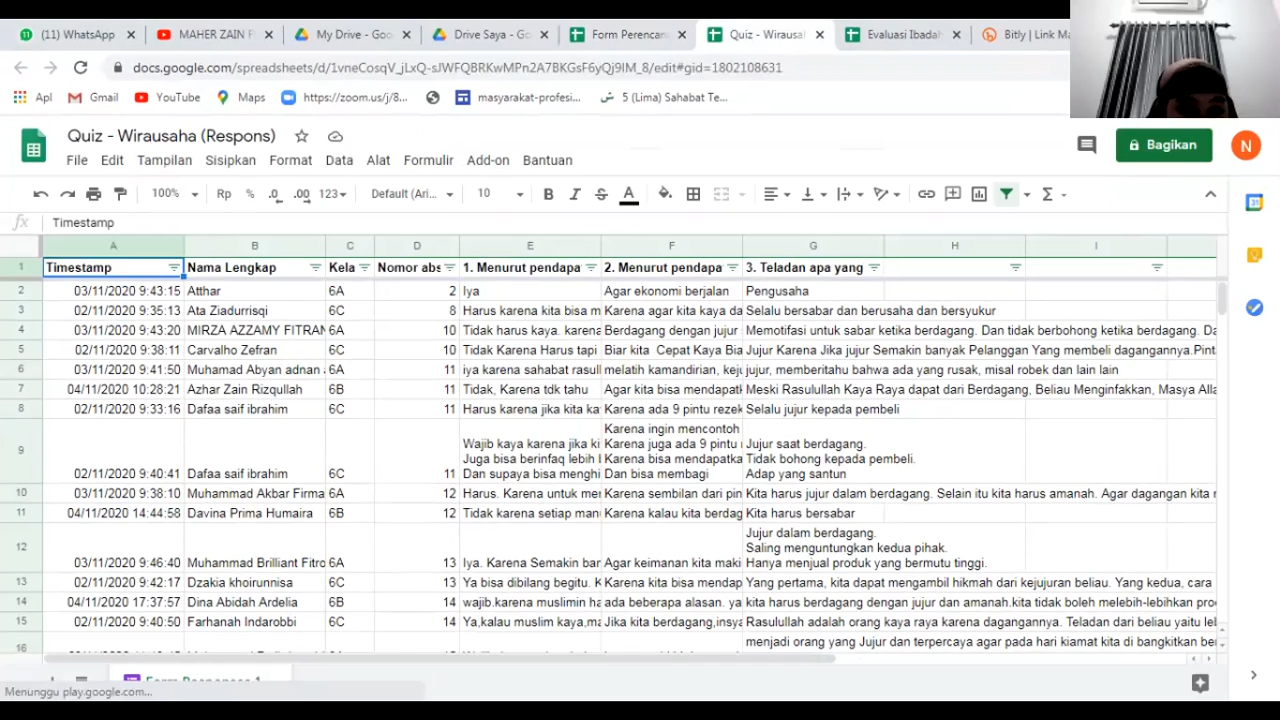 (11) WhatsApp
MAHER ZAIN F
My Drive - Go
Drive Saya
Form Perencan
Quiz - Wirausal
Evaluasi Ibadah
Bitly | Link Ma
docs.google.com/spreadsheets/d/1vneCosqV_jLxQ-sJWFQBRKwMPn2A7BKGsF6yQj9IM_8/edit#gid=1802108631
Apl Gmail YouTube Maps https://zoom.us/j/8... masyarakat-profesi... 5 (Lima) Sahabat Te...
Quiz - Wirausaha (Respons)
File Edit Tampilan Sisipkan Format Data Alat Formulir Add-on Bantuan
Bagikan
N
100% Rp % .0 .00 123 Default (Ari... 10 B I S A Σ
31
fx Timestamp
A B C D E F G H I
1 Timestamp Nama Lengkap Kela Nomor abs 1. Menurut pendapa 2. Menurut pendapa 3. Teladan apa yang
2 03/11/2020 9:43:15 Atthar 6A 2 Iya Agar ekonomi berjalan Pengusaha
3 02/11/2020 9:35:13 Ata Ziadurrisqi 6C 8 Harus karena kita bisa m Karena agar kita kaya da Selalu bersabar dan berusaha dan bersyukur
4 03/11/2020 9:43:20 MIRZA AZZAMY FITRAN 6A 10 Tidak harus kaya. karena Berdagang dengan jujur Memotifasi untuk sabar ketika berdagang. Dan tidak berbohong ketika berdagang. Da
5 02/11/2020 9:38:11 Carvalho Zefran 6C 10 Tidak Karena Harus tapi Biar kita Cepat Kaya Bia Jujur Karena Jika jujur Semakin banyak Pelanggan Yang membeli dagangannya.Pint
6 03/11/2020 9:41:50 Muhamad Abyan adnan 6A 11 iya karena sahabat rasull melatih kamandirian, keju jujur, memberitahu bahwa ada yang rusak, misal robek dan lain lain
7 04/11/2020 10:28:21 Azhar Zain Rizqullah 6B 11 Tidak, Karena tdk tahu Agar kita bisa mendapatk Meski Rasulullah Kaya Raya dapat dari Berdagang, Beliau Menginfakkan, Masya Alla
8 02/11/2020 9:33:16 Dafaa saif ibrahim 6C 11 Harus karena jika kita ka Karena ada 9 pintu rezek Selalu jujur kepada pembeli
Karena ingin mencontoh
9 Wajib kaya karena jika ki Karena juga ada 9 pintu Jujur saat berdagang.
Juga bisa berinfaq lebih Karena bisa mendapatka Tidak bohong kepada pembeli.
02/11/2020 9:40:41 Dafaa saif ibrahim 6C 11 Dan supaya bisa menghi Dan bisa membagi Adap yang santun
10 03/11/2020 9:38:10 Muhammad Akbar Firma 6A 12 Harus. Karena untuk mer Karena sembilan dari pin Kita harus jujur dalam berdagang. Selain itu kita harus amanah. Agar dagangan kita
11 04/11/2020 14:44:58 Davina Prima Humaira 6B 12 Tidak karena setiap man Karena kalau kita berdag Kita harus bersabar
Jujur dalam berdagang.
12 Saling menguntungkan kedua pihak.
03/11/2020 9:46:40 Muhammad Brilliant Fitro 6A 13 Iya. Karena Semakin bar Agar keimanan kita maki Hanya menjual produk yang bermutu tinggi.
13 02/11/2020 9:42:17 Dzakia khoirunnisa 6C 13 Ya bisa dibilang begitu. K Karena kita bisa mendap Yang pertama, kita dapat mengambil hikmah dari kejujuran beliau. Yang kedua, cara
14 04/11/2020 17:37:57 Dina Abidah Ardelia 6B 14 wajib.karena muslimin ha ada beberapa alasan. ya kita harus berdagang dengan jujur dan amanah.kita tidak boleh melebih-lebihkan pro
15 02/11/2020 9:40:50 Farhanah Indarobbi 6C 14 Ya,kalau muslim kaya,ma Jika kita berdagang,insya Rasulullah adalah orang kaya raya karena dagangannya. Teladan dari beliau yaitu leb
16 menjadi orang yang Jujur dan terpercaya agar pada hari kiamat kita di bangkitkan ber
Menunggu play.google.com...